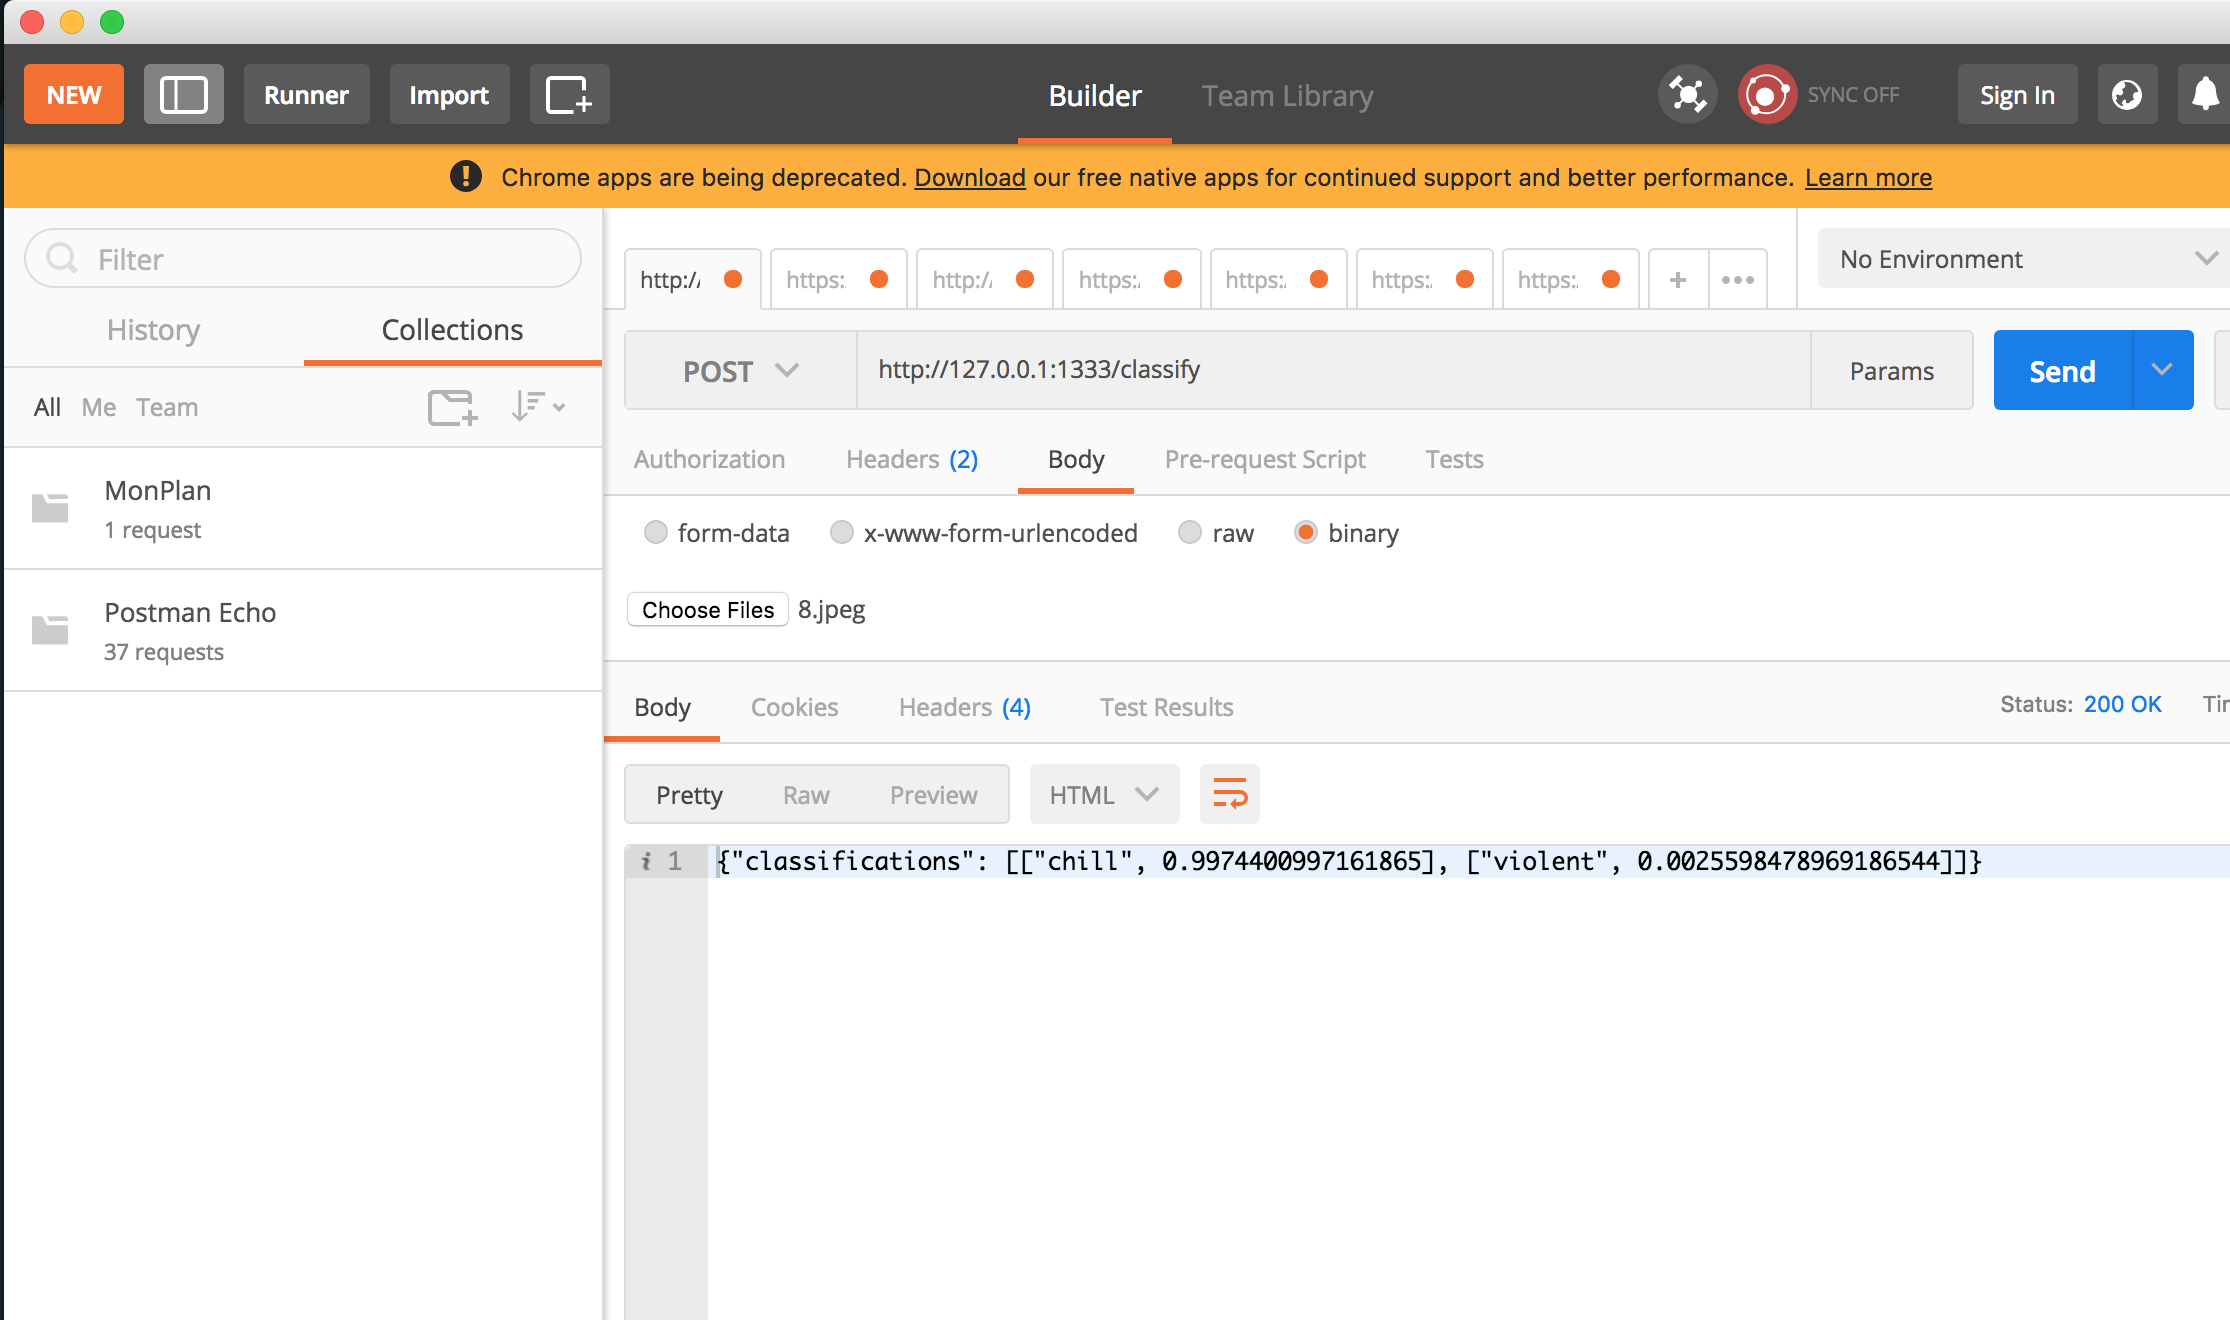 NEW Runner Import Builder Team Library SYNC OFF Sign In
Chrome apps are being deprecated. Download our free native apps for continued support and better performance. Learn more
Filter
History Collections
All Me Team
MonPlan
1 request
Postman Echo
37 requests
http:/ https: http:/ https: https: https: https: + •••
No Environment
POST http://127.0.0.1:1333/classify Params Send
Authorization Headers (2) Body Pre-request Script Tests
form-data x-www-form-urlencoded raw binary
Choose Files 8.jpeg
Body Cookies Headers (4) Test Results Status: 200 OK
Pretty Raw Preview HTML
i 1 {"classifications": [["chill", 0.9974400997161865], ["violent", 0.0025598478969186544]]}